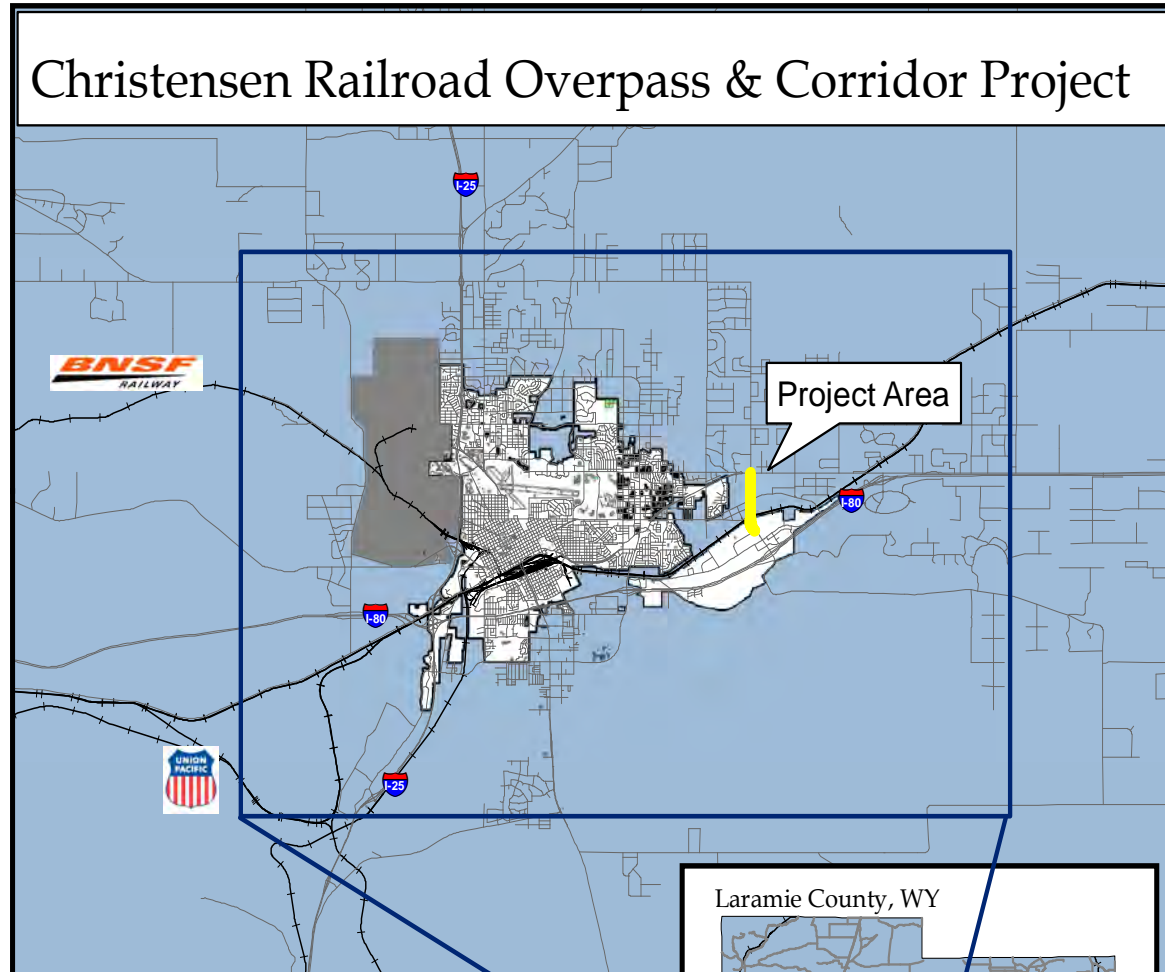 Christensen Railroad Overpass & Corridor Project
I-25
BNSF
RAILWAY
Project Area
I-80
I-80
UNION
PACIFIC
I-25
Laramie County, WY